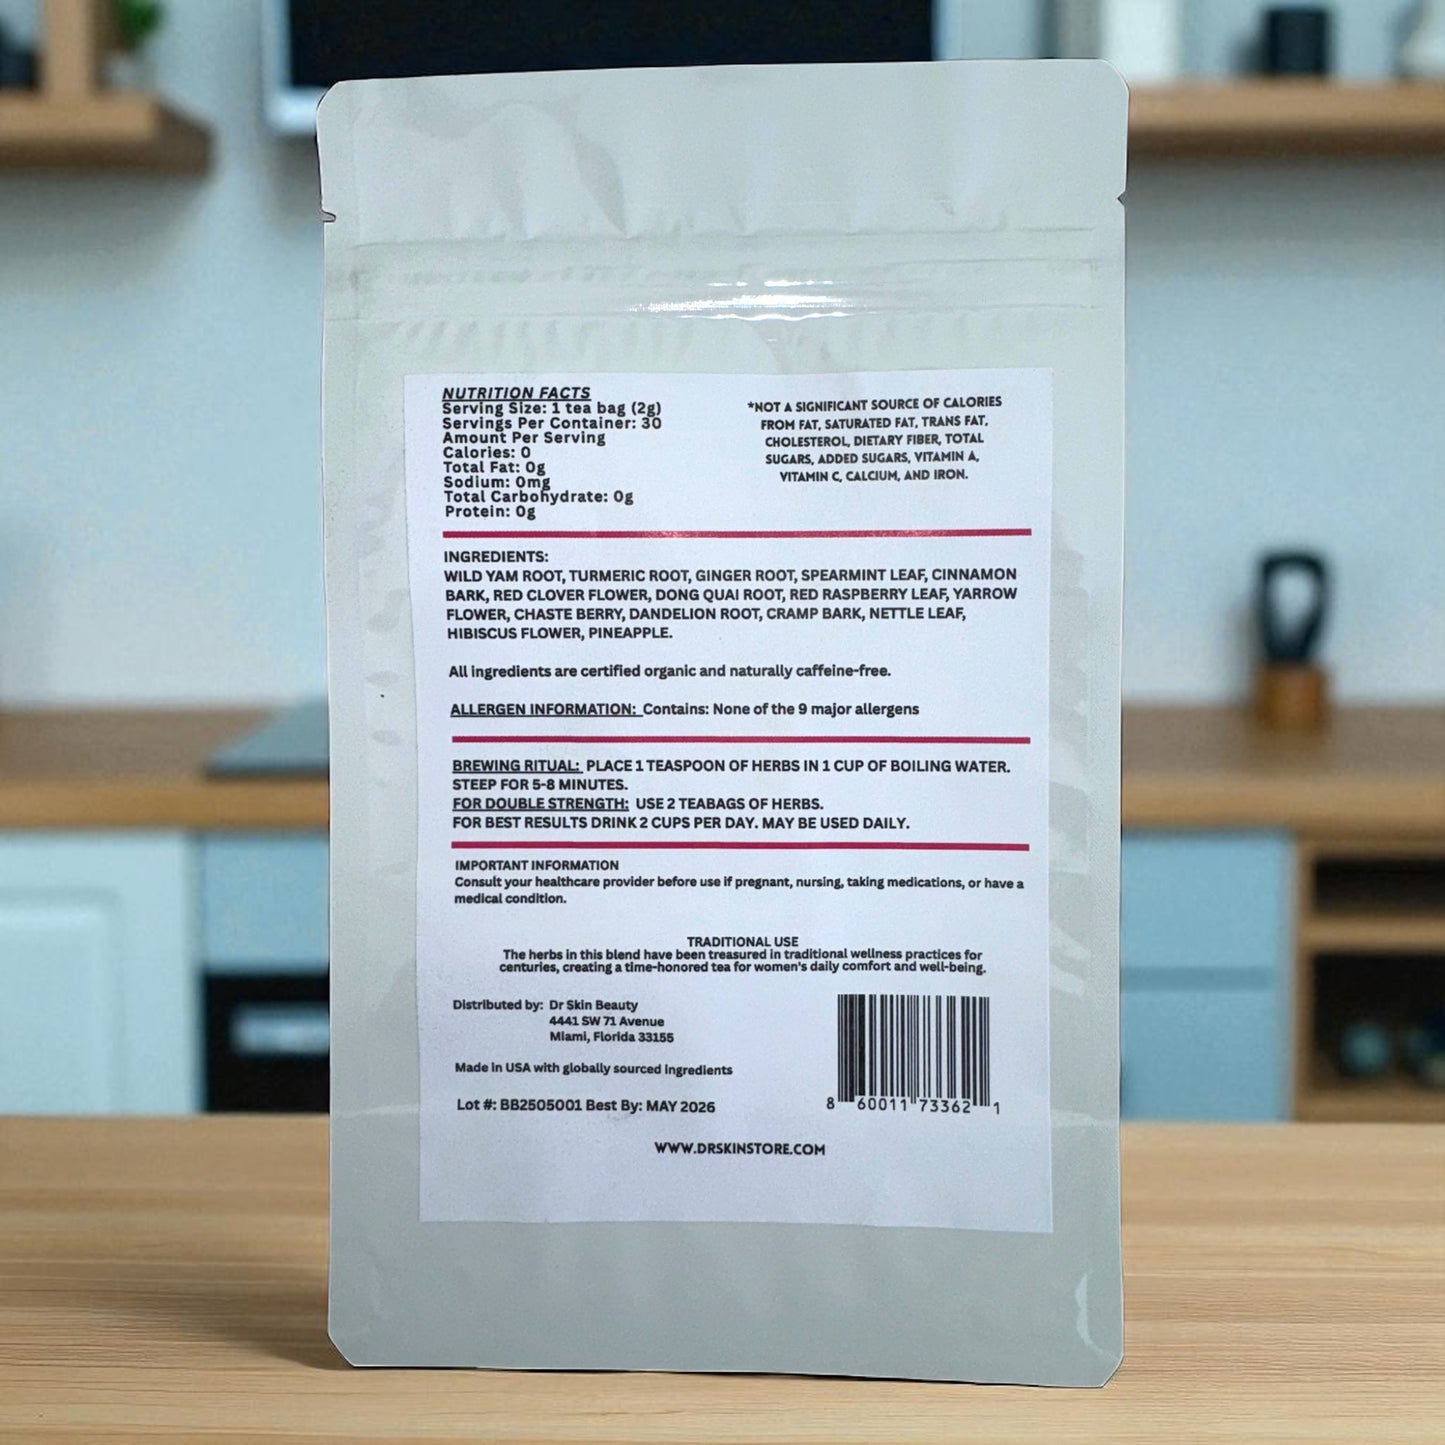 NUTRITION FACTS
Serving Size: 1 tea bag (2g)
Servings Per Container: 30
Amount Per Serving
Calories: 0
Total Fat: 0g
Sodium: 0mg
Total Carbohydrate: 0g
Protein: 0g
*NOT A SIGNIFICANT SOURCE OF CALORIES
FROM FAT, SATURATED FAT, TRANS FAT,
CHOLESTEROL, DIETARY FIBER, TOTAL
SUGARS, ADDED SUGARS, VITAMIN A,
VITAMIN C, CALCIUM, AND IRON.
INGREDIENTS:
WILD YAM ROOT, TURMERIC ROOT, GINGER ROOT, SPEARMINT LEAF, CINNAMON
BARK, RED CLOVER FLOWER, DONG QUAI ROOT, RED RASPBERRY LEAF, YARROW
FLOWER, CHASTE BERRY, DANDELION ROOT, CRAMP BARK, NETTLE LEAF,
HIBISCUS FLOWER, PINEAPPLE.
All ingredients are certified organic and naturally caffeine-free.
ALLERGEN INFORMATION: Contains: None of the 9 major allergens
BREWING RITUAL: PLACE 1 TEASPOON OF HERBS IN 1 CUP OF BOILING WATER.
STEEP FOR 5-8 MINUTES.
FOR DOUBLE STRENGTH: USE 2 TEABAGS OF HERBS.
FOR BEST RESULTS DRINK 2 CUPS PER DAY. MAY BE USED DAILY.
IMPORTANT INFORMATION
Consult your healthcare provider before use if pregnant, nursing, taking medications, or have a
medical condition.
TRADITIONAL USE
The herbs in this blend have been treasured in traditional wellness practices for
centuries, creating a time-honored tea for women's daily comfort and well-being.
Distributed by: Dr Skin Beauty
4441 SW 71 Avenue
Miami, Florida 33155
Made in USA with globally sourced ingredients
Lot #: BB2505001 Best By: MAY 2026
8 60011 73362 1
WWW.DRSKINSTORE.COM